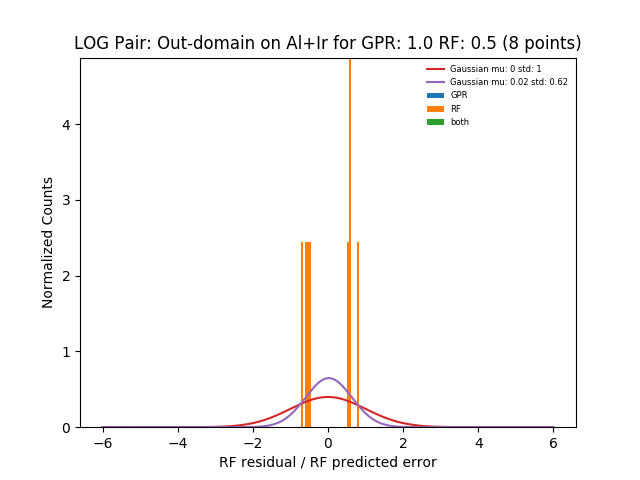 LOG Pair: Out-domain on Al+Ir for GPR: 1.0 RF: 0.5 (8 points)
Gaussian mu: 0 std: 1
Gaussian mu: 0.02 std: 0.62
GPR
RF
both
Normalized Counts
4
3
2
1
0
−6 −4 −2 0 2 4 6
RF residual / RF predicted error